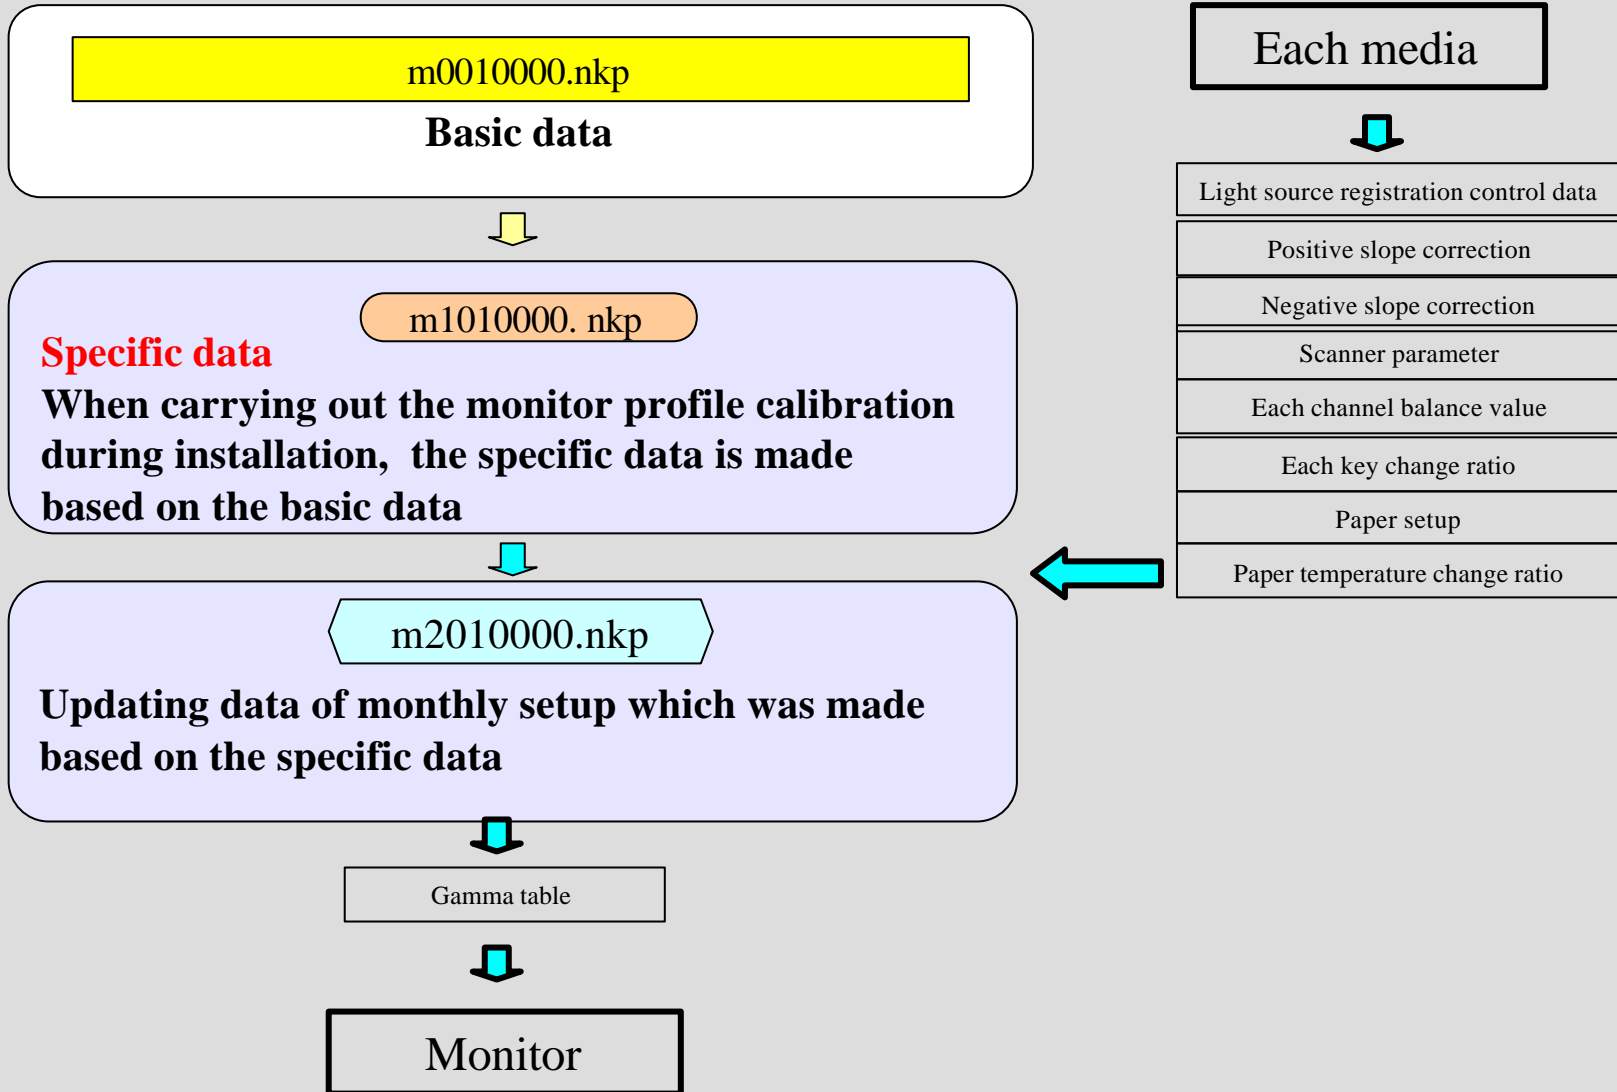 m0010000.nkp
Basic data
m1010000. nkp
Specific data
When carrying out the monitor profile calibration
during installation,  the specific data is made
based on the basic data
m2010000.nkp
Updating data of monthly setup which was made
based on the specific data
Gamma table
Monitor
Each media
Light source registration control data
Positive slope correction
Negative slope correction
Scanner parameter
Each channel balance value
Each key change ratio
Paper setup
Paper temperature change ratio